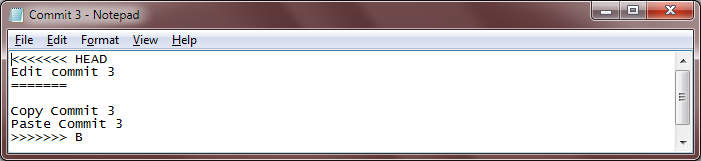 Commit 3 - Notepad
File Edit Format View Help
<<<<<<< HEAD
Edit commit 3
=======

Copy Commit 3
Paste Commit 3
>>>>>>> B